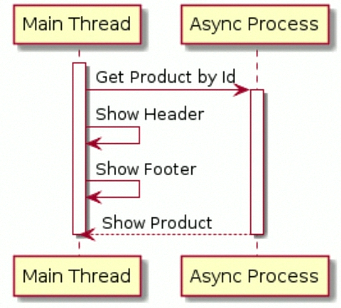 Main Thread
Async Process
Get Product by Id
Show Header
Show Footer
Show Product
Main Thread
Async Process